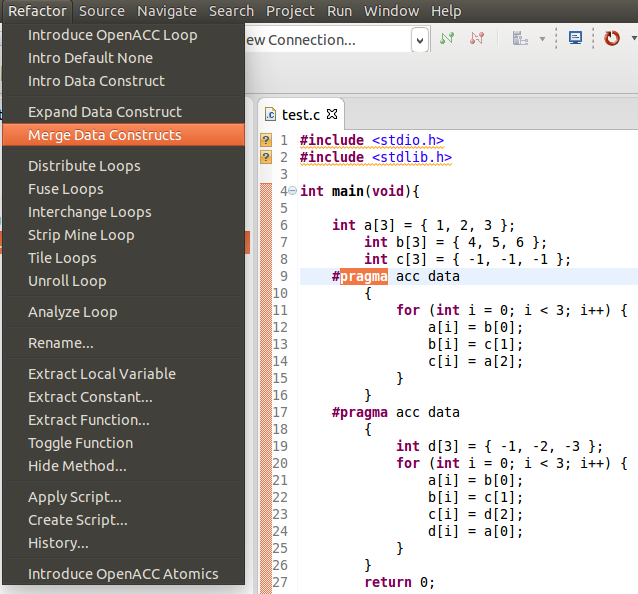 Refactor Source Navigate Search Project Run Window Help
Introduce OpenACC Loop
Intro Default None
Intro Data Construct
Expand Data Construct
Merge Data Constructs
Distribute Loops
Fuse Loops
Interchange Loops
Strip Mine Loop
Tile Loops
Unroll Loop
Analyze Loop
Rename...
Extract Local Variable
Extract Constant...
Extract Function...
Toggle Function
Hide Method...
Apply Script...
Create Script...
History...
Introduce OpenACC Atomics
ew Connection...
test.c
1 #include <stdio.h>
2 #include <stdlib.h>
3
4 int main(void){
5
6 int a[3] = { 1, 2, 3 };
7 int b[3] = { 4, 5, 6 };
8 int c[3] = { -1, -1, -1 };
9 #pragma acc data
10 {
11 for (int i = 0; i < 3; i++) {
12 a[i] = b[0];
13 b[i] = c[1];
14 c[i] = a[2];
15 }
16 }
17 #pragma acc data
18 {
19 int d[3] = { -1, -2, -3 };
20 for (int i = 0; i < 3; i++) {
21 a[i] = b[0];
22 b[i] = c[1];
23 c[i] = d[2];
24 d[i] = a[0];
25 }
26 }
27 return 0;